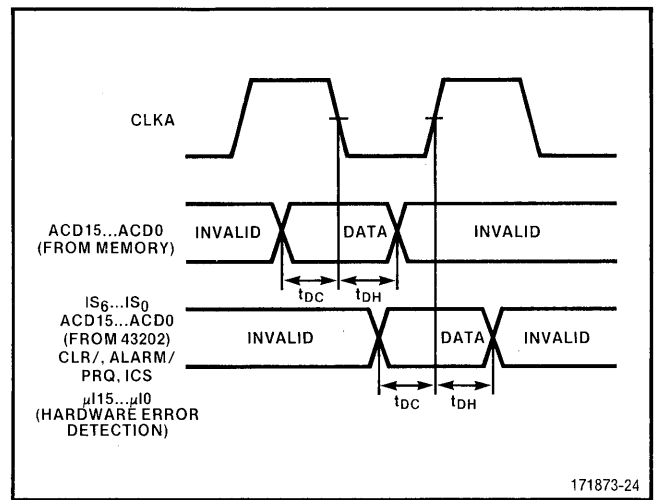 CLKA
ACD15...ACD0
(FROM MEMORY)
INVALID
DATA
INVALID
tDC
tDH
IS6...IS0
ACD15...ACD0
(FROM 43202)
CLR/, ALARM/
PRQ, ICS
µI15...µI0
(HARDWARE ERROR
DETECTION)
INVALID
DATA
INVALID
tDC
tDH
171873-24